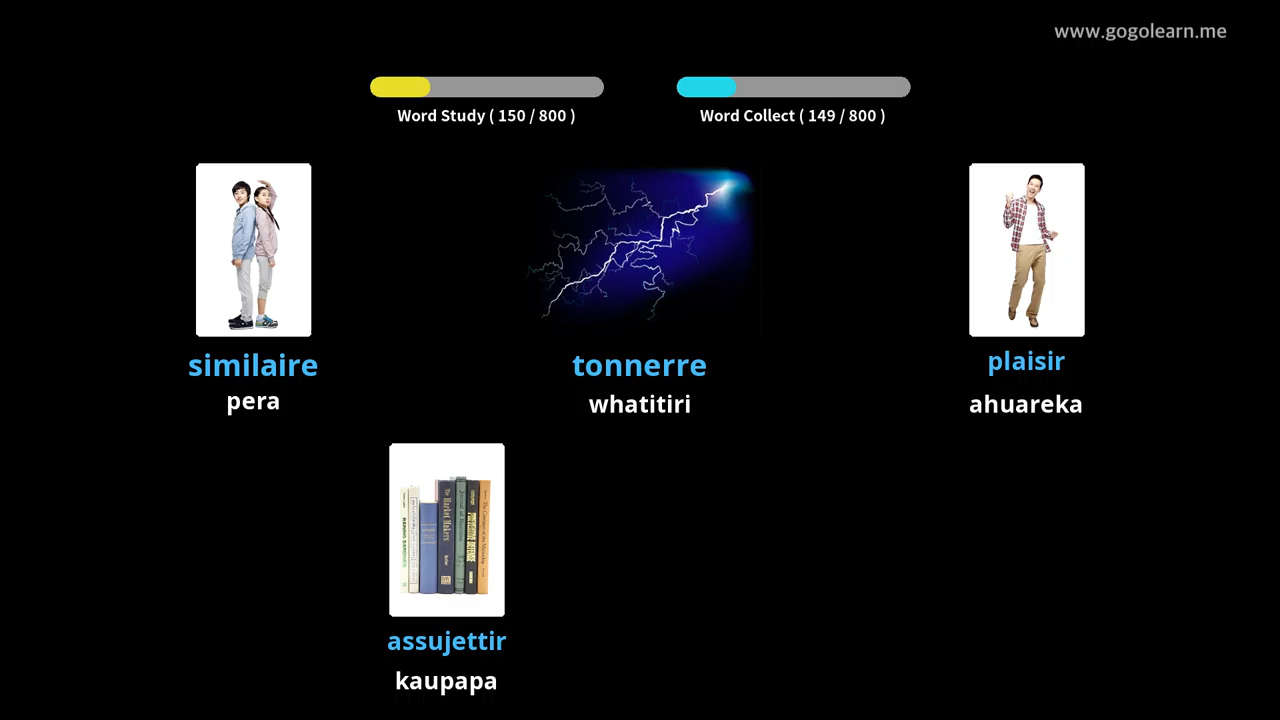 www.gogolearn.me
Word Study ( 150 / 800 )
Word Collect ( 149 / 800 )
similaire
pera
tonnerre
whatitiri
plaisir
ahuareka
assujettir
kaupapa